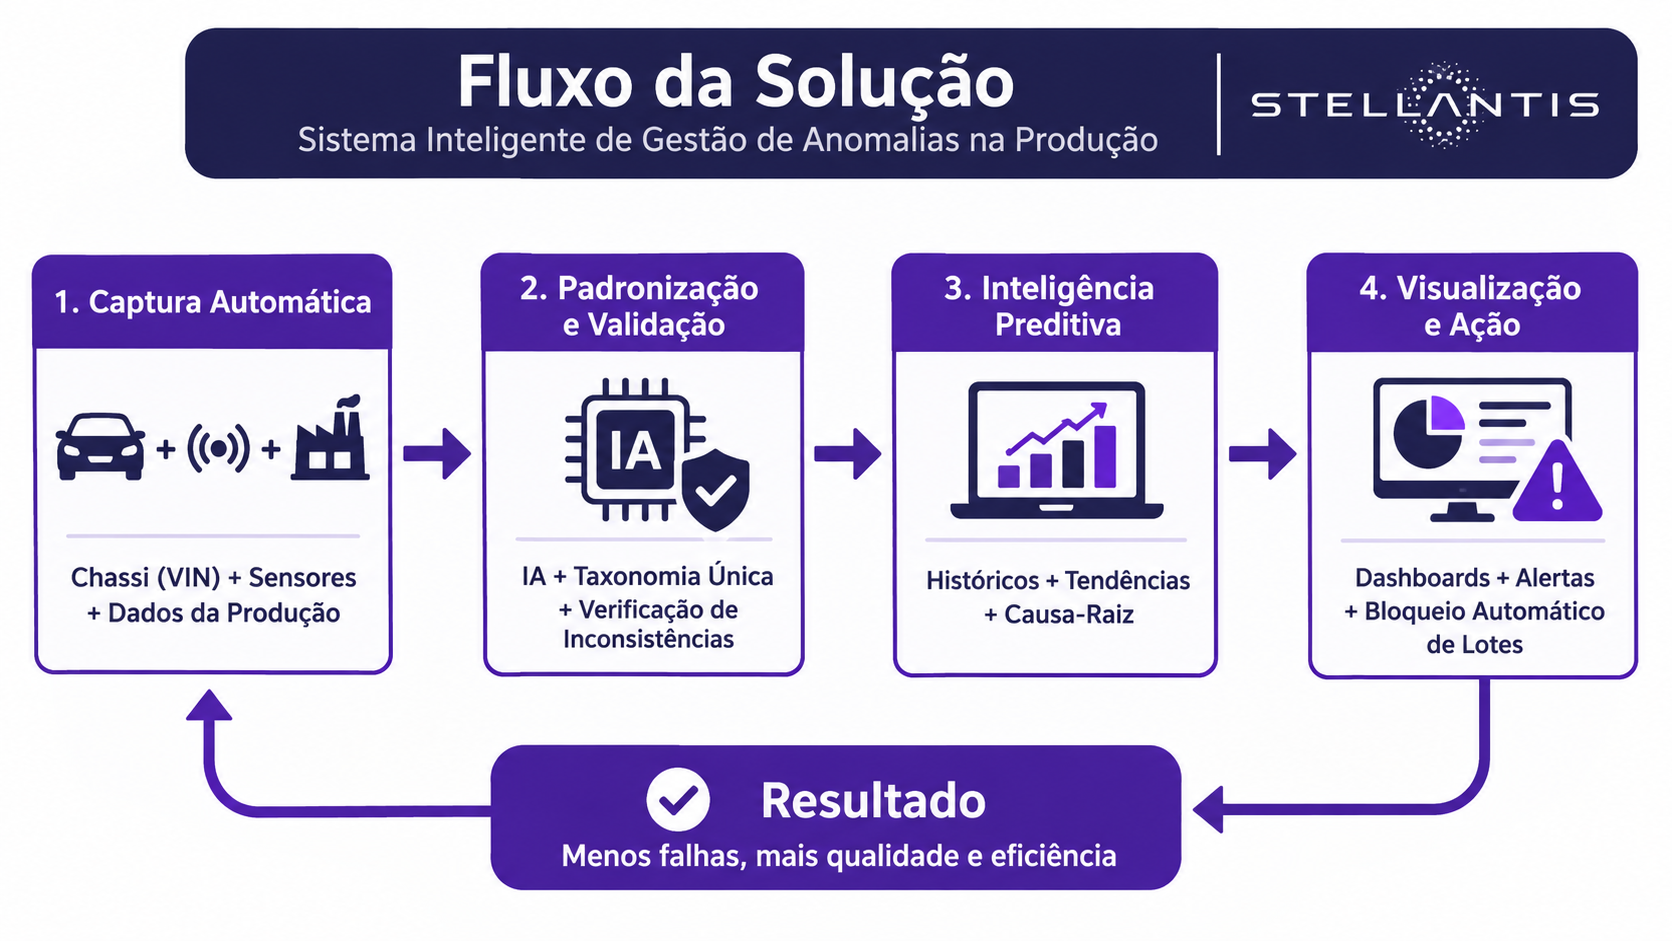 Fluxo da Solução
Sistema Inteligente de Gestão de Anomalias na Produção
STELLANTIS
1. Captura Automática
Chassi (VIN) + Sensores
+ Dados da Produção
2. Padronização
e Validação
IA
IA + Taxonomia Única
+ Verificação de
Inconsistências
3. Inteligência
Preditiva
Históricos + Tendências
+ Causa-Raiz
4. Visualização
e Ação
Dashboards + Alertas
+ Bloqueio Automático
de Lotes
Resultado
Menos falhas, mais qualidade e eficiência